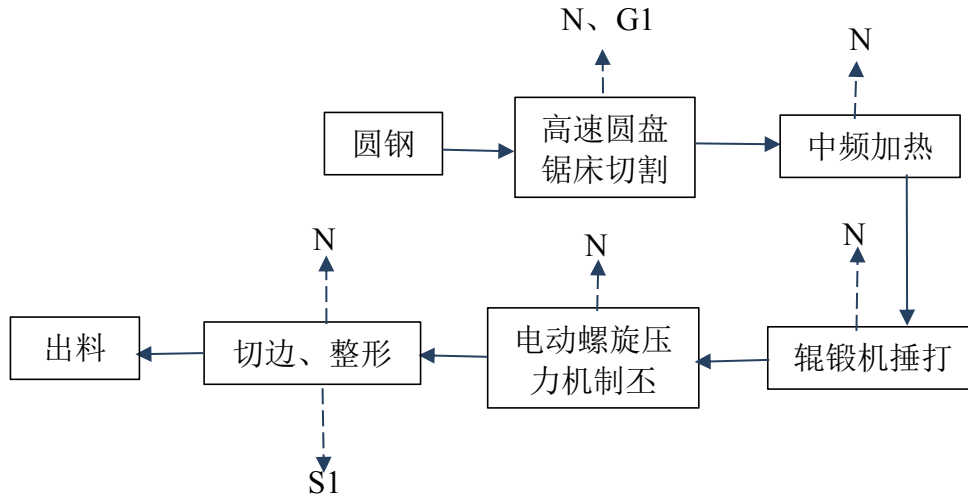 N、G1
N
圆钢
高速圆盘
锯床切割
中频加热
N
N
N
出料
切边、整形
电动螺旋压
力机制丕
辊锻机捶打
S1